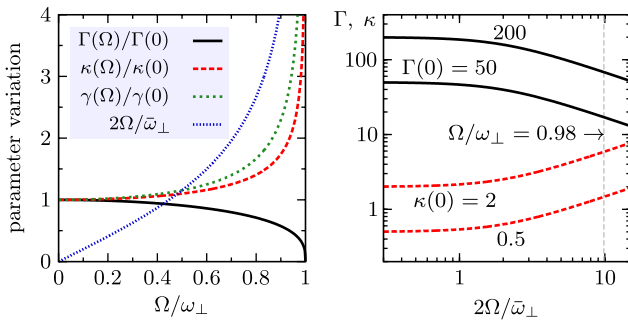 parameter variation
4
3
2
1
0
Γ(Ω)/Γ(0)
κ(Ω)/κ(0)
γ(Ω)/γ(0)
2Ω/ω̄⊥
0 0.2 0.4 0.6 0.8 1
Ω/ω⊥
Γ, κ
100
10
1
200
Γ(0) = 50
Ω/ω⊥ = 0.98 →
κ(0) = 2
0.5
1 10
2Ω/ω̄⊥